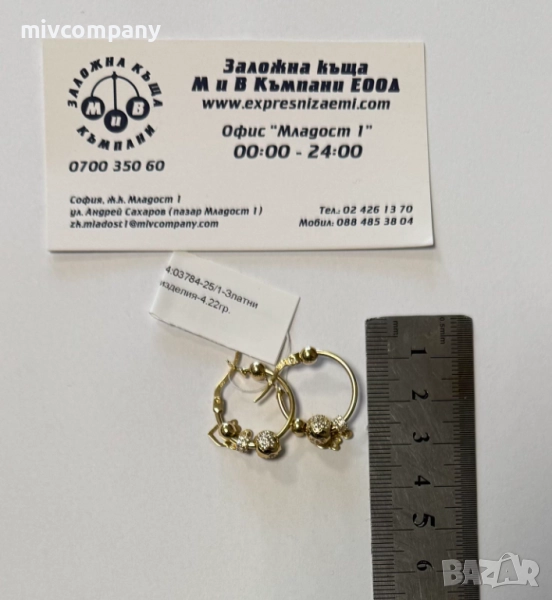 mivcompany
ЗАЛОЖНА КЪЩА
М и В
КЪМПАНИ
0700 350 60
Заложна къща
М и В Къмпани ЕООД
www.expresnizaemi.com
Офис "Младост 1"
00:00 - 24:00
София, ж.к. Младост 1
ул. Андрей Сахаров (пазар Младост 1)
zh.mladost1@mivcompany.com
Тел.: 02 426 13 70
Мобил: 088 485 38 04
4:03784-25/1-Златни
изделия-4.22гр.
1
2
3
4
5
6
BAZAR